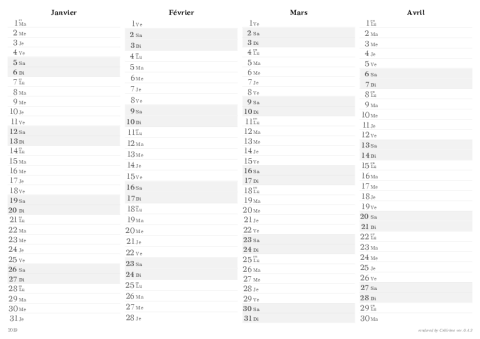 Janvier
1 Ma
2 Me
3 Je
4 Ve
5 Sa
6 Di
7 Lu
8 Ma
9 Me
10 Je
11 Ve
12 Sa
13 Di
14 Lu
15 Ma
16 Me
17 Je
18 Ve
19 Sa
20 Di
21 Lu
22 Ma
23 Me
24 Je
25 Ve
26 Sa
27 Di
28 Lu
29 Ma
30 Me
31 Je
Février
1 Ve
2 Sa
3 Di
4 Lu
5 Ma
6 Me
7 Je
8 Ve
9 Sa
10 Di
11 Lu
12 Ma
13 Me
14 Je
15 Ve
16 Sa
17 Di
18 Lu
19 Ma
20 Me
21 Je
22 Ve
23 Sa
24 Di
25 Lu
26 Ma
27 Me
28 Je
Mars
1 Ve
2 Sa
3 Di
4 Lu
5 Ma
6 Me
7 Je
8 Ve
9 Sa
10 Di
11 Lu
12 Ma
13 Me
14 Je
15 Ve
16 Sa
17 Di
18 Lu
19 Ma
20 Me
21 Je
22 Ve
23 Sa
24 Di
25 Lu
26 Ma
27 Me
28 Je
29 Ve
30 Sa
31 Di
Avril
1 Lu
2 Ma
3 Me
4 Je
5 Ve
6 Sa
7 Di
8 Lu
9 Ma
10 Me
11 Je
12 Ve
13 Sa
14 Di
15 Lu
16 Ma
17 Me
18 Je
19 Ve
20 Sa
21 Di
22 Lu
23 Ma
24 Me
25 Je
26 Ve
27 Sa
28 Di
29 Lu
30 Ma
2019